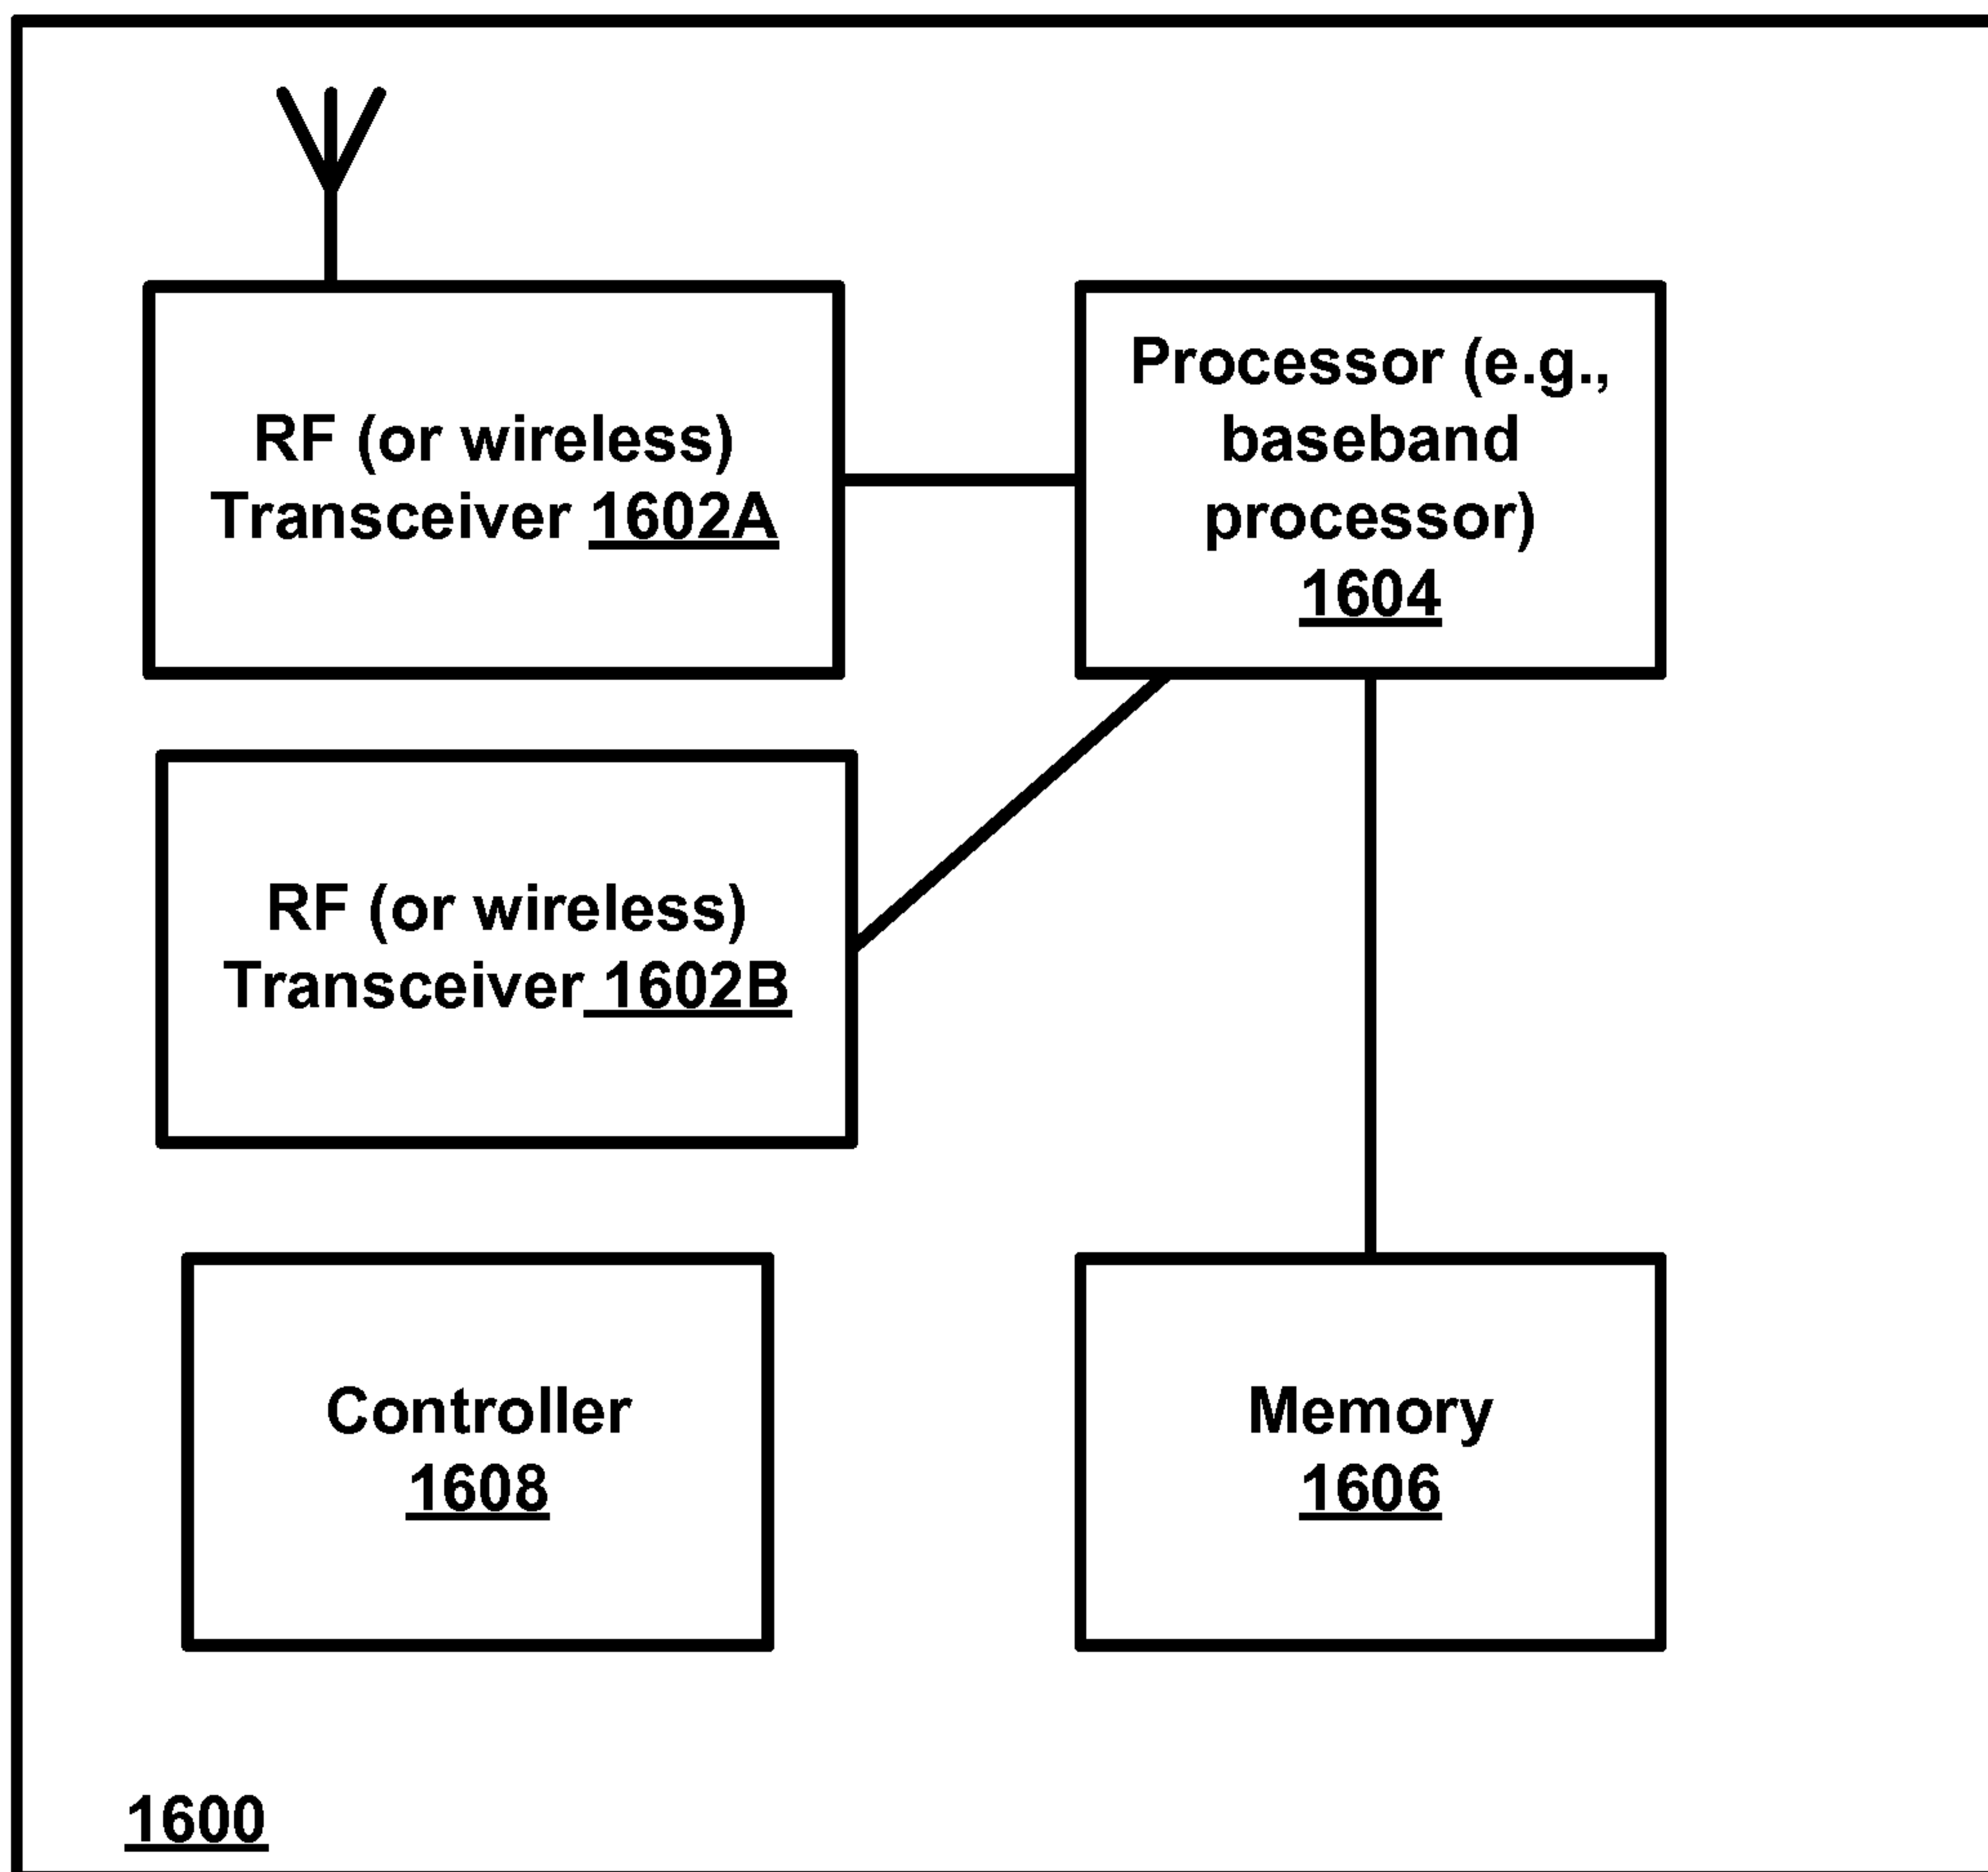 RF (or wireless)
Transceiver 1602A
Processor (e.g.,
baseband
processor)
1604
RF (or wireless)
Transceiver 1602B
Controller
1608
Memory
1606
1600